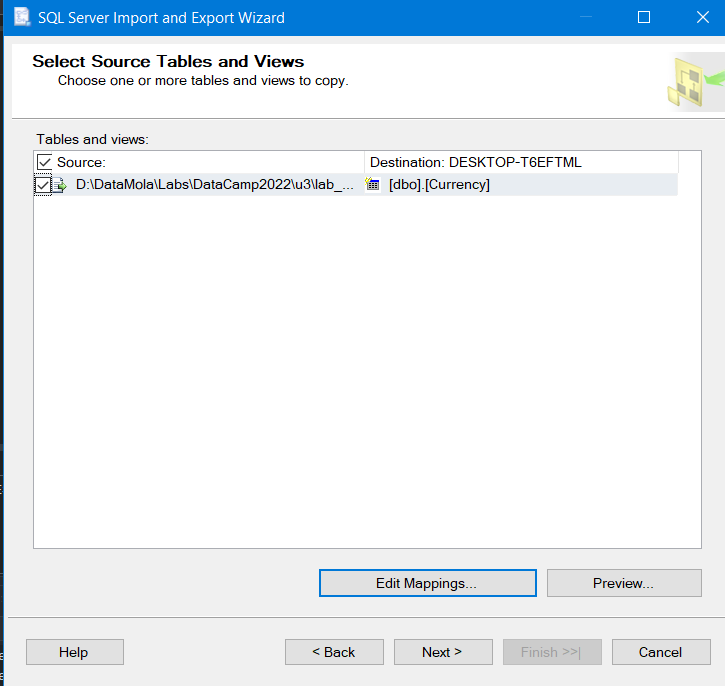 SQL Server Import and Export Wizard
Select Source Tables and Views
Choose one or more tables and views to copy.
Tables and views:
Source: Destination: DESKTOP-T6EFTML
D:\DataMola\Labs\DataCamp2022\u3\lab_... [dbo].[Currency]
Edit Mappings... Preview...
Help < Back Next > Finish >>| Cancel